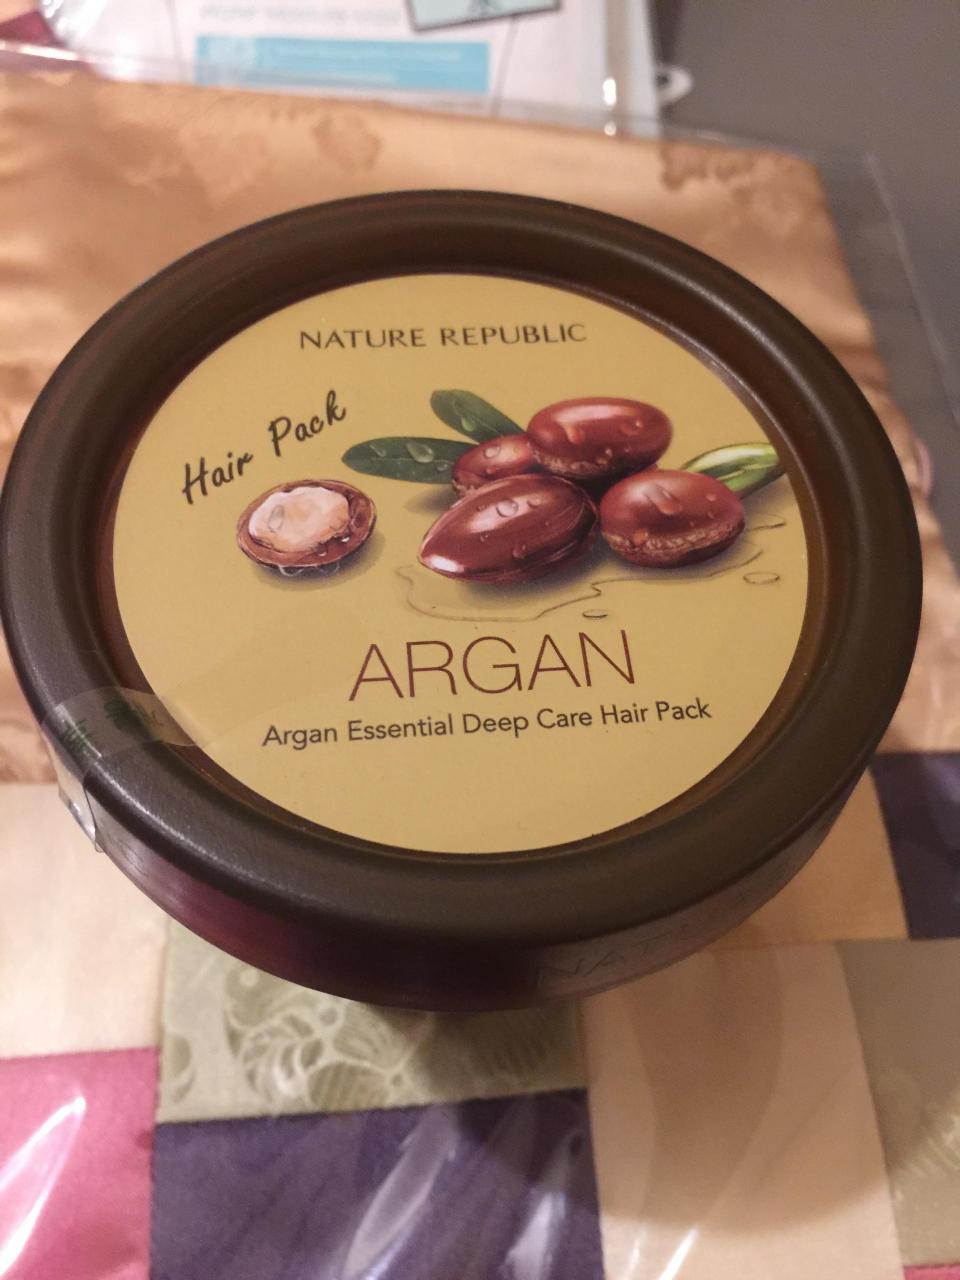 NATURE REPUBLIC
Hair Pack
ARGAN
Argan Essential Deep Care Hair Pack